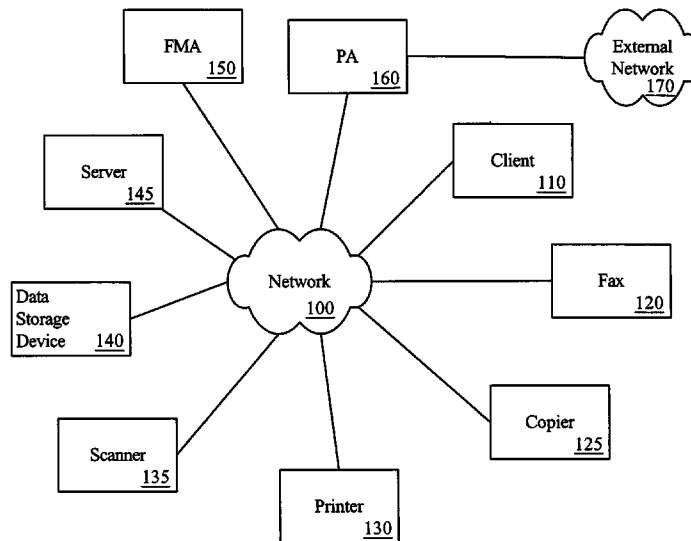 FMA
150
PA
160
External
Network
170
Server
145
Client
110
Network
100
Data
Storage
Device
140
Fax
120
Scanner
135
Copier
125
Printer
130